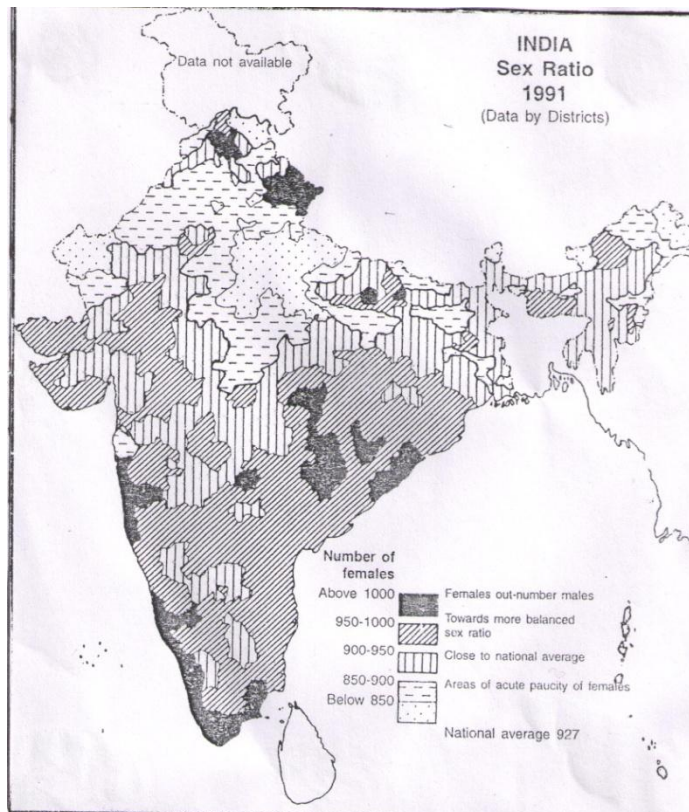 INDIA
Sex Ratio
1991
(Data by Districts)
Data not available
Number of
females
Above 1000
Females out-number males
950-1000
Towards more balanced
sex ratio
900-950
Close to national average
850-900
Areas of acute paucity of females
Below 850
National average 927